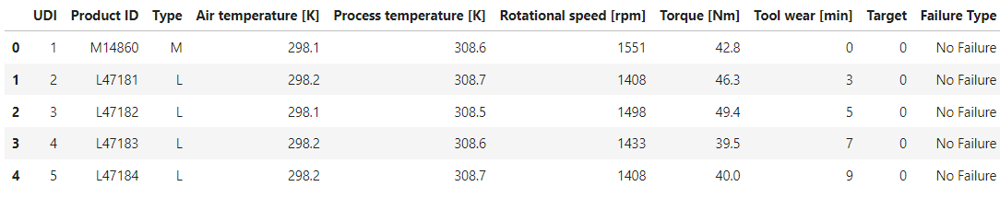 UDI Product ID Type Air temperature [K] Process temperature [K] Rotational speed [rpm] Torque [Nm] Tool wear [min] Target Failure Type
0 1 M14860 M 298.1 308.6 1551 42.8 0 0 No Failure
1 2 L47181 L 298.2 308.7 1408 46.3 3 0 No Failure
2 3 L47182 L 298.1 308.5 1498 49.4 5 0 No Failure
3 4 L47183 L 298.2 308.6 1433 39.5 7 0 No Failure
4 5 L47184 L 298.2 308.7 1408 40.0 9 0 No Failure